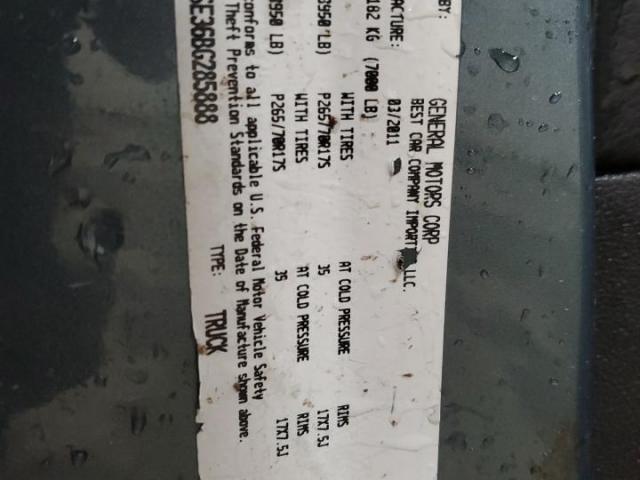 BY: GENERAL MOTORS CORP
BEST CAR COMPANY IMPORT LLC.
ACTURE: 03/2011
182 KG (7000 LB)
WITH TIRES AT COLD PRESSURE RIMS
3950 LB) P265/70R17S 35 17X7.5J
WITH TIRES AT COLD PRESSURE RIMS
3950 LB) P265/70R17S 35 17X7.5J
conforms to all applicable U.S. Federal Motor Vehicle Safety
Theft Prevention Standards on the Date of Manufacture shown above.
SE36BG285888 TYPE: TRUCK